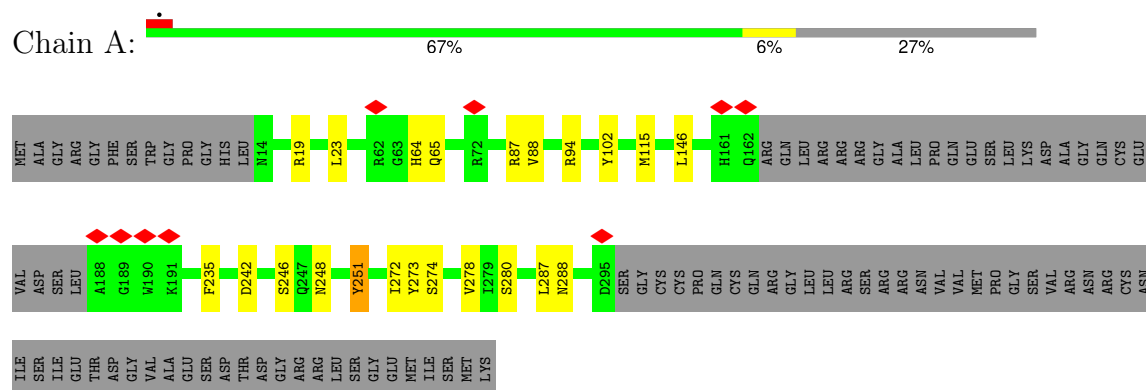 Chain A:
67% 6% 27%
MET ALA GLY ARG GLY PHE SER TRP GLY PRO GLY HIS LEU N14 R19 L23 R62 G63 H64 Q65 R72 R87 V88 R94 Y102 M115 L146 H161 Q162 ARG GLN LEU ARG ARG ARG GLY ALA LEU PRO GLN GLU SER LEU LYS ASP ALA GLY GLN CYS GLU
VAL ASP SER LEU A188 G189 W190 K191 F235 D242 S246 Q247 N248 Y251 I272 Y273 S274 V278 I279 S280 L287 N288 D295 SER GLY CYS CYS PRO GLN CYS GLN ARG GLY LEU LEU ARG SER ARG ARG ASN VAL VAL MET PRO GLY SER VAL ARG ASN ARG CYS ASN
ILE SER ILE GLU THR ASP GLY VAL ALA GLU SER ASP THR ASP GLY ARG ARG LEU SER GLY GLU MET ILE SER MET LYS